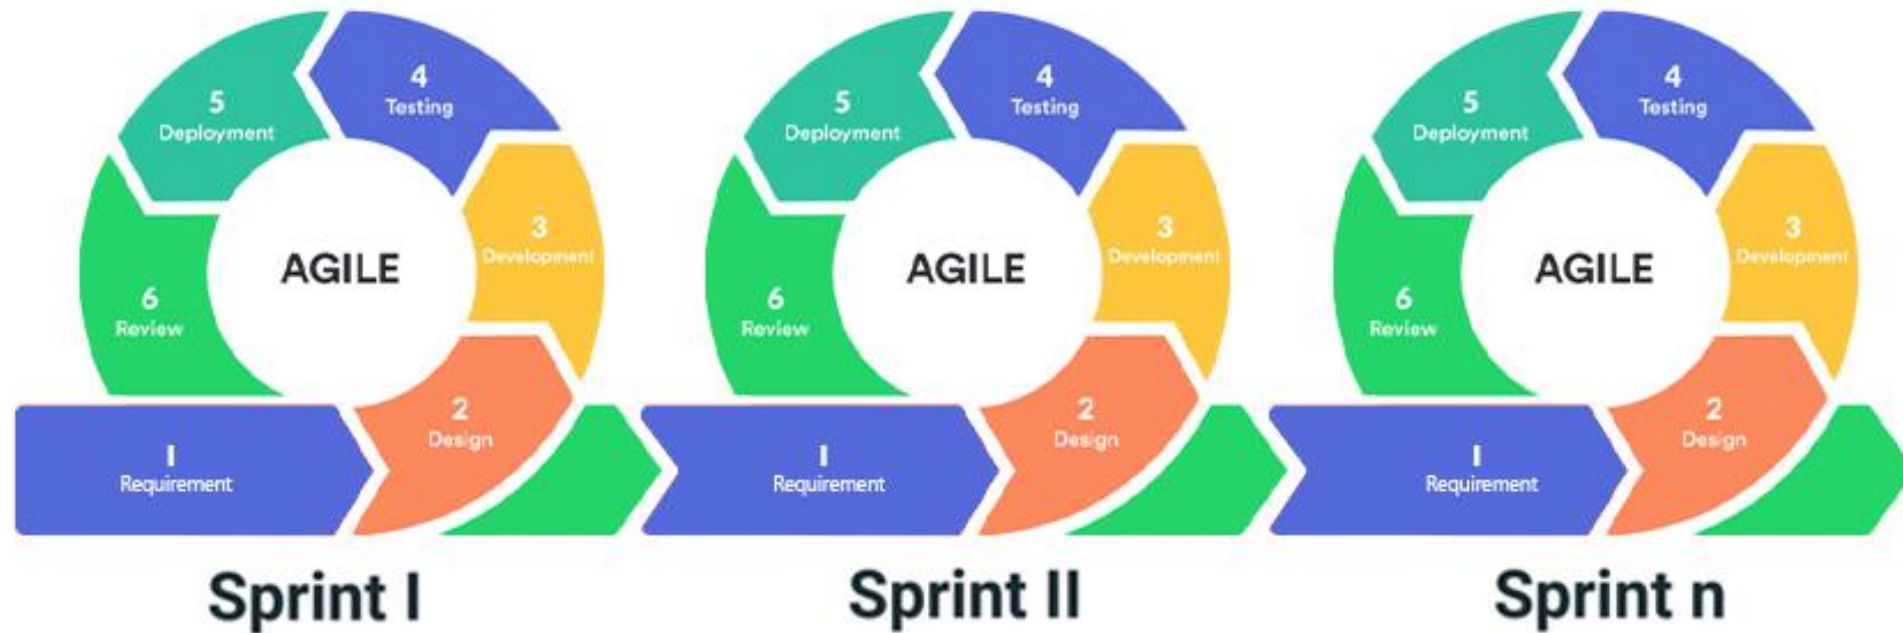 5
Deployment
4
Testing
3
Development
AGILE
6
Review
2
Design
1
Requirement
Sprint I
5
Deployment
4
Testing
3
Development
AGILE
6
Review
2
Design
1
Requirement
Sprint II
5
Deployment
4
Testing
3
Development
AGILE
6
Review
2
Design
1
Requirement
Sprint n